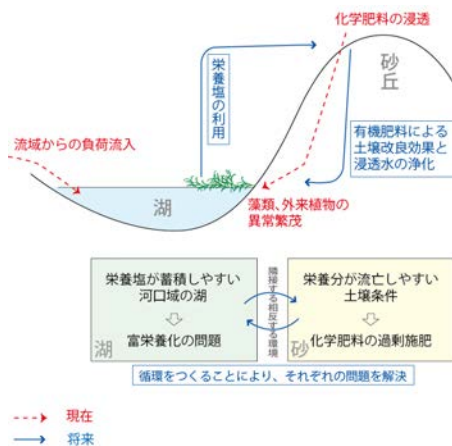 化学肥料の浸透
砂丘
栄養塩の利用
有機肥料による
土壌改良効果と
浸透水の浄化
流域からの負荷流入
湖
藻類、外来植物の
異常繁茂
栄養塩が蓄積しやすい
河口域の湖
富栄養化の問題
湖
隣接する相反する環境
栄養分が流亡しやすい
土壌条件
化学肥料の過剰施肥
砂
循環をつくることにより、それぞれの問題を解決
現在
将来